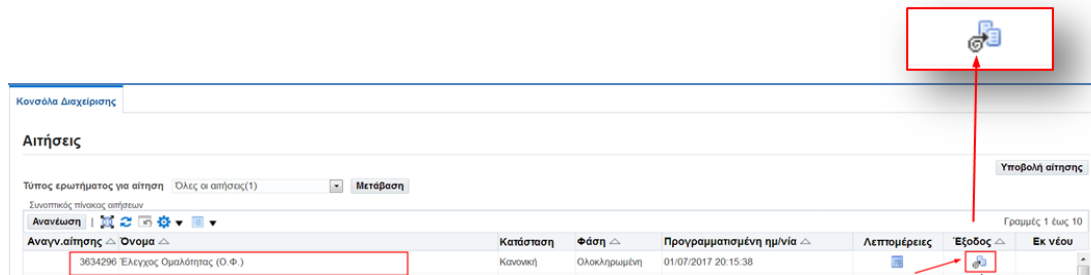 Κονσόλα Διαχείρισης
Αιτήσεις
Υποβολή αίτησης
Τύπος ερωτήματος για αίτηση Όλες οι αιτήσεις(1) Μετάβαση
Συνοπτικός πίνακας αιτήσεων
Ανανέωση Γραμμές 1 έως 10
Αναγν.αίτησης Όνομα Κατάσταση Φάση Προγραμματισμένη ημ/νία Λεπτομέρειες Έξοδος Εκ νέου
3634296 Έλεγχος Ομαλότητας (Ο.Φ.) Κανονική Ολοκληρωμένη 01/07/2017 20:15:38